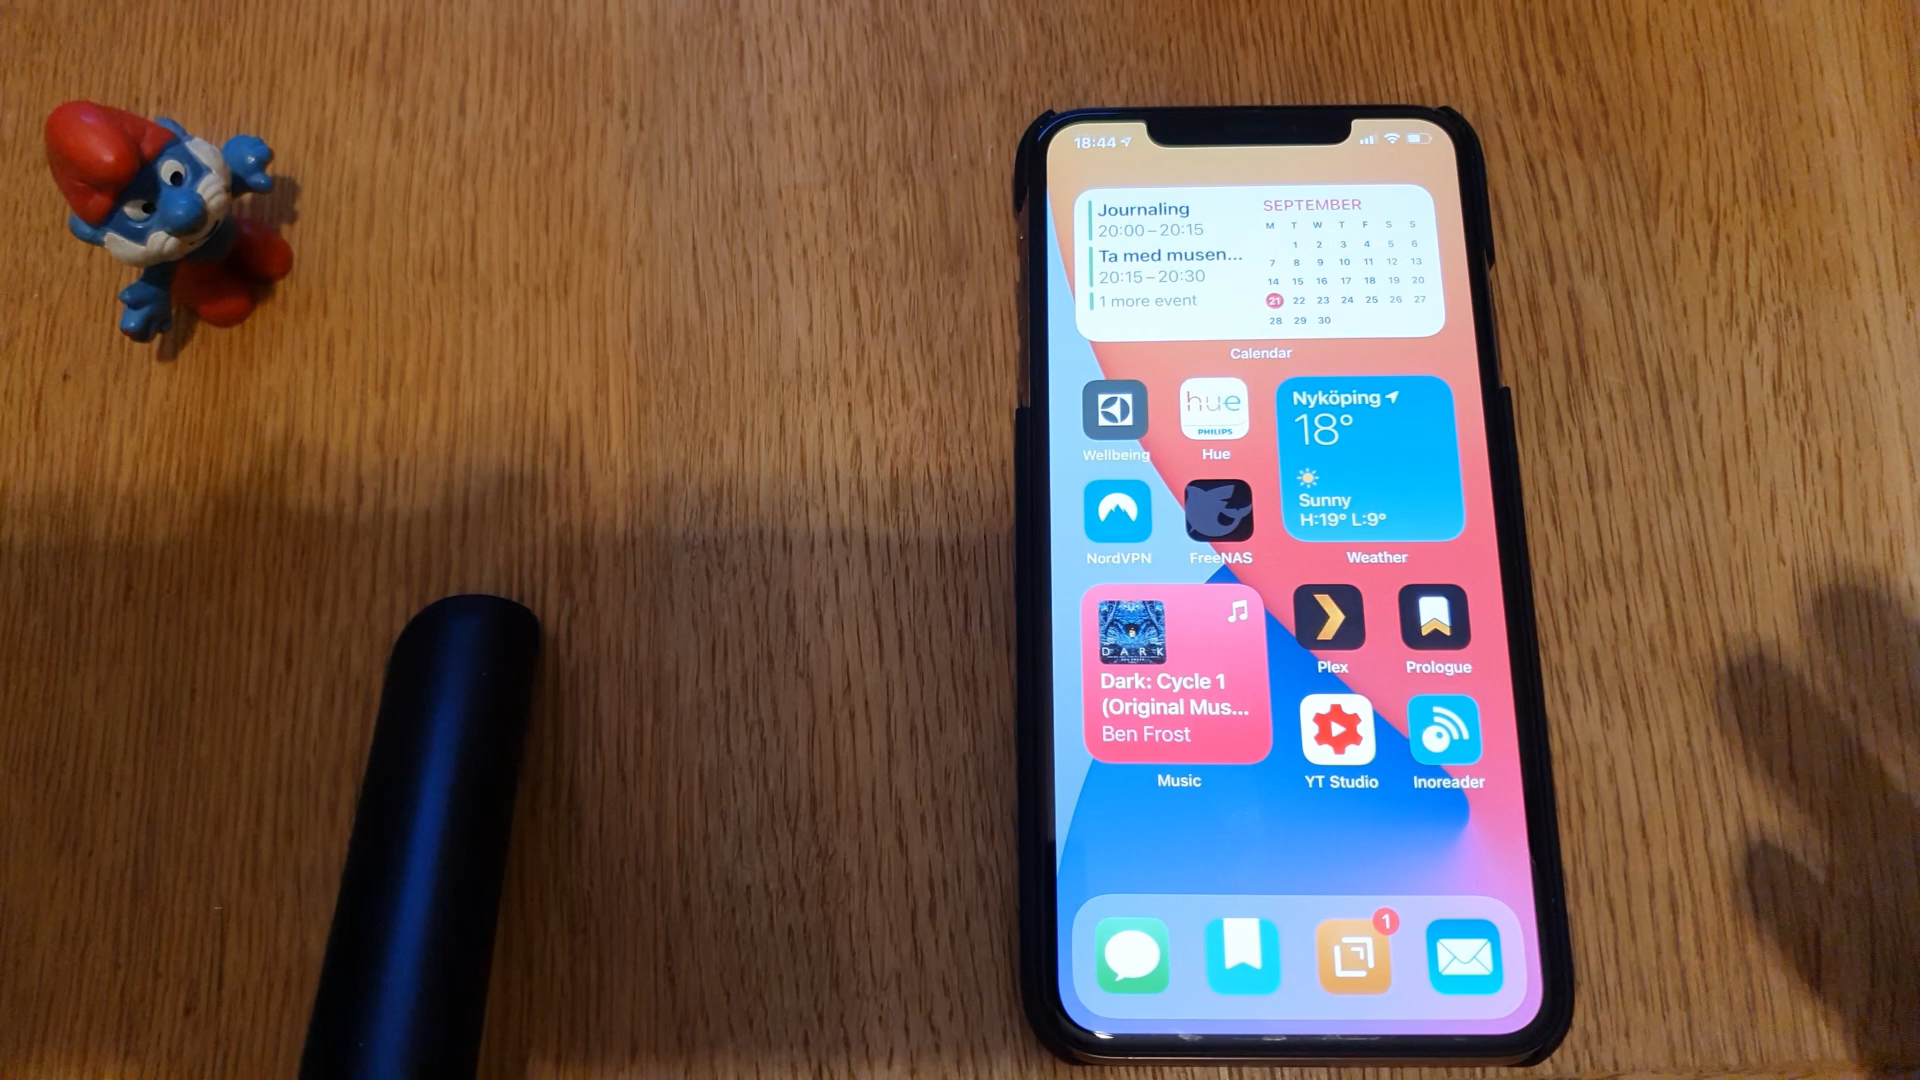 18:44
Journaling
20:00–20:15
Ta med musen...
20:15–20:30
1 more event
SEPTEMBER
M T W T F S S
1 2 3 4 5 6
7 8 9 10 11 12 13
14 15 16 17 18 19 20
21 22 23 24 25 26 27
28 29 30
Calendar
hue
PHILIPS
Wellbeing
Hue
Nyköping
18°
Sunny
H:19° L:9°
NordVPN
FreeNAS
Weather
DARK
Dark: Cycle 1
(Original Mus...
Ben Frost
Music
Plex
Prologue
YT Studio
Inoreader
1